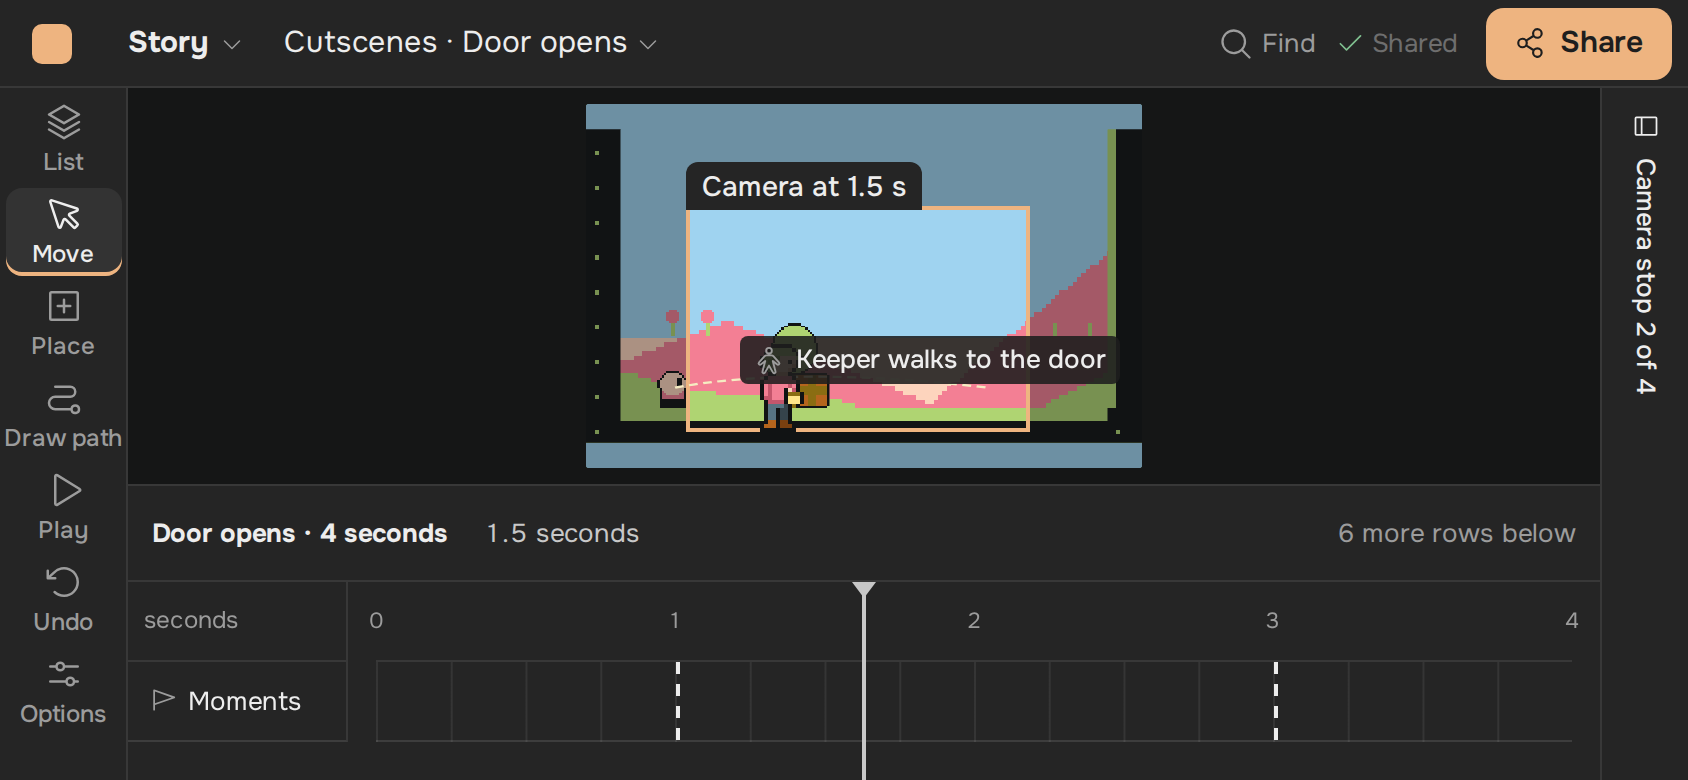 Story
Cutscenes · Door opens
Find
Shared
Share
List
Move
Place
Draw path
Play
Undo
Options
Camera at 1.5 s
Keeper walks to the door
Camera stop 2 of 4
Door opens · 4 seconds
1.5 seconds
6 more rows below
seconds
0 1 2 3 4
Moments